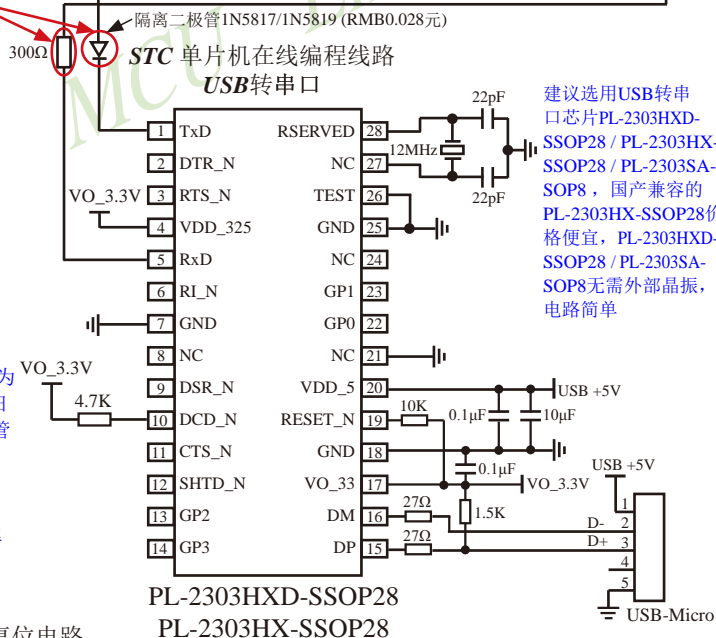 隔离二极管1N5817/1N5819 (RMB0.028元)
300Ω
STC 单片机在线编程线路
USB转串口
MCU
22pF
12MHz
22pF
建议选用USB转串
口芯片PL-2303HXD-
SSOP28 / PL-2303HX-
SSOP28 / PL-2303SA-
SOP8，国产兼容的
PL-2303HX-SSOP28价
格便宜，PL-2303HXD-
SSOP28 / PL-2303SA-
SOP8无需外部晶振，
电路简单
1 TxD RSERVED 28
2 DTR_N NC 27
VO_3.3V 3 RTS_N TEST 26
4 VDD_325 GND 25
5 RxD NC 24
6 RI_N GP1 23
7 GND GP0 22
8 NC NC 21
为
VO_3.3V
9 DSR_N VDD_5 20
USB +5V
4.7K
10 DCD_N RESET_N 19
10K
0.1μF
10μF
管
11 CTS_N GND 18
0.1μF
12 SHTD_N VO_33 17
VO_3.3V
13 GP2 DM 16
27Ω
1.5K
14 GP3 DP 15
27Ω
USB +5V
1
D- 2
D+ 3
4
5
USB-Micro
PL-2303HXD-SSOP28
PL-2303HX-SSOP28
复位电路